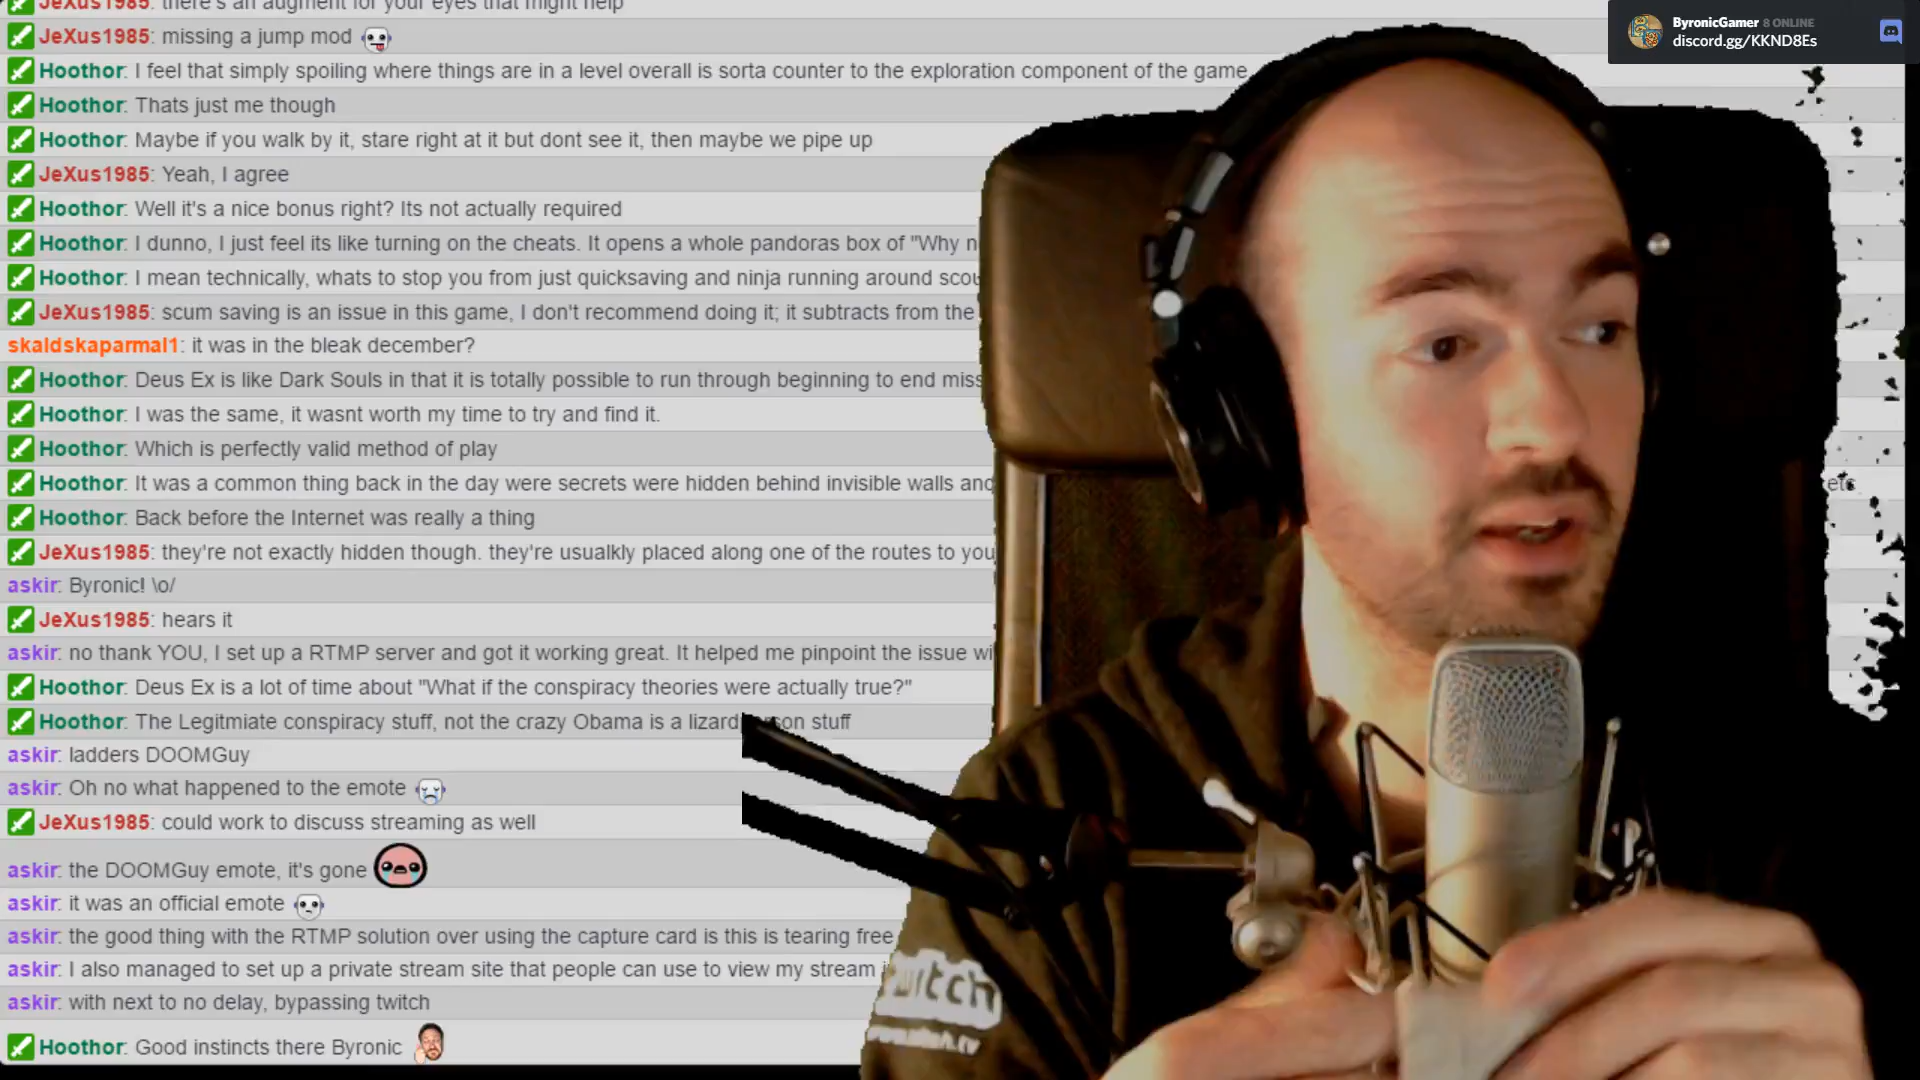 JeXus1985: there's an augment for your eyes that might help
ByronicGamer 8 ONLINE
discord.gg/KKND8Es
JeXus1985: missing a jump mod
Hoothor: I feel that simply spoiling where things are in a level overall is sorta counter to the exploration component of the game
Hoothor: Thats just me though
Hoothor: Maybe if you walk by it, stare right at it but dont see it, then maybe we pipe up
JeXus1985: Yeah, I agree
Hoothor: Well it's a nice bonus right? Its not actually required
Hoothor: I dunno, I just feel its like turning on the cheats. It opens a whole pandoras box of "Why
Hoothor: I mean technically, whats to stop you from just quicksaving and ninja running around
JeXus1985: scum saving is an issue in this game, I don't recommend doing it; it subtracts from the
skaldskaparmal1: it was in the bleak december?
Hoothor: Deus Ex is like Dark Souls in that it is totally possible to run through beginning to end
Hoothor: I was the same, it wasnt worth my time to try and find it.
Hoothor: Which is perfectly valid method of play
Hoothor: It was a common thing back in the day were secrets were hidden behind invisible walls and etc
Hoothor: Back before the Internet was really a thing
JeXus1985: they're not exactly hidden though. they're usualkly placed along one of the routes to
askir: Byronic! \o/
JeXus1985: hears it
askir: no thank YOU, I set up a RTMP server and got it working great. It helped me pinpoint the issue
Hoothor: Deus Ex is a lot of time about "What if the conspiracy theories were actually true?"
Hoothor: The Legitmiate conspiracy stuff, not the crazy Obama is a lizard stuff
askir: ladders DOOMGuy
askir: Oh no what happened to the emote
JeXus1985: could work to discuss streaming as well
askir: the DOOMGuy emote, it's gone
askir: it was an official emote
askir: the good thing with the RTMP solution over using the capture card is this is tearing free
askir: I also managed to set up a private stream site that people can use to view my stream
twitch
askir: with next to no delay, bypassing twitch
Hoothor: Good instincts there Byronic